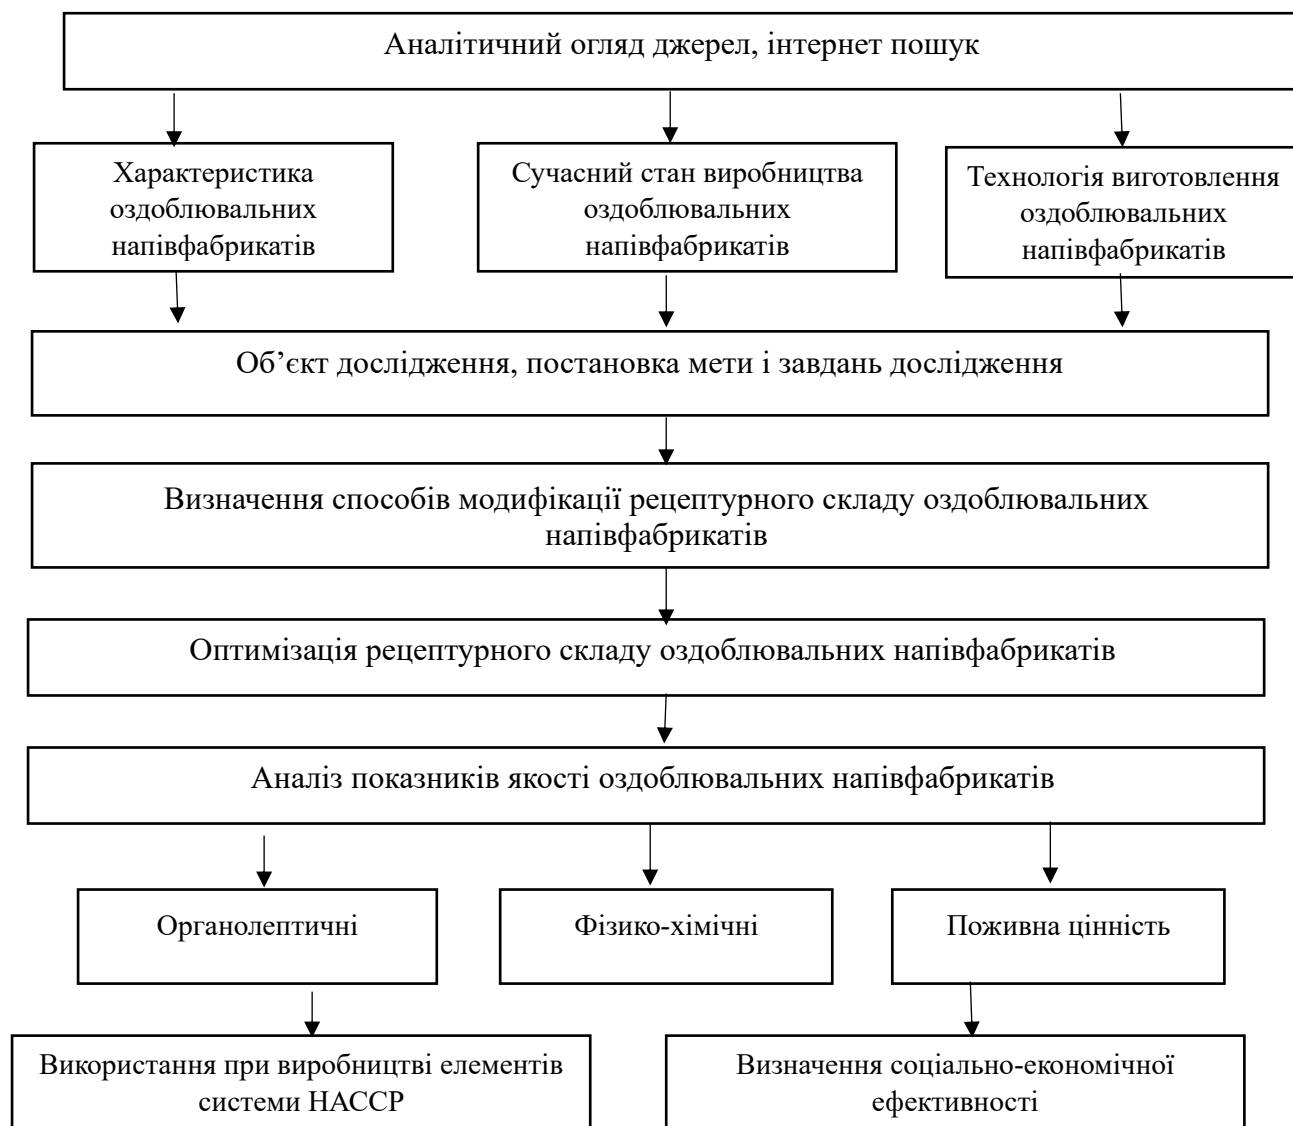 Аналітичний огляд джерел, інтернет пошук
Характеристика
оздоблювальних
напівфабрикатів
Сучасний стан виробництва
оздоблювальних
напівфабрикатів
Технологія виготовлення
оздоблювальних
напівфабрикатів
Об’єкт дослідження, постановка мети і завдань дослідження
Визначення способів модифікації рецептурного складу оздоблювальних
напівфабрикатів
Оптимізація рецептурного складу оздоблювальних напівфабрикатів
Аналіз показників якості оздоблювальних напівфабрикатів
Органолептичні
Фізико-хімічні
Поживна цінність
Використання при виробництві елементів
системи НАССР
Визначення соціально-економічної
ефективності